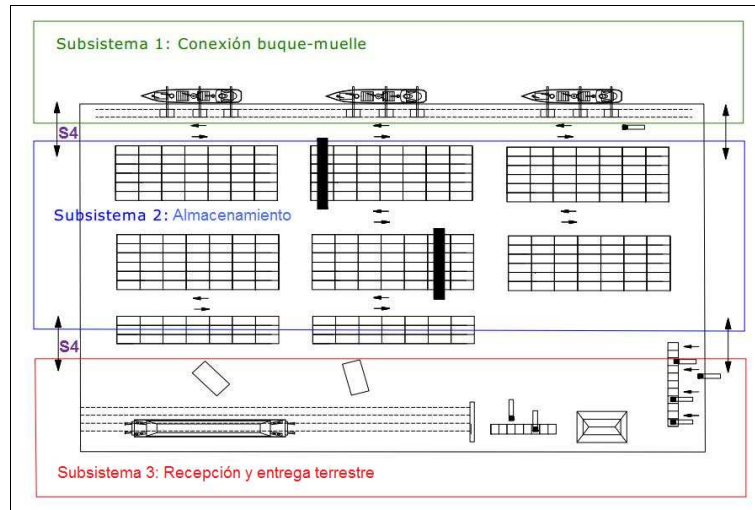 Subsistema 1: Conexión buque-muelle
S4
Subsistema 2: Almacenamiento
S4
Subsistema 3: Recepción y entrega terrestre